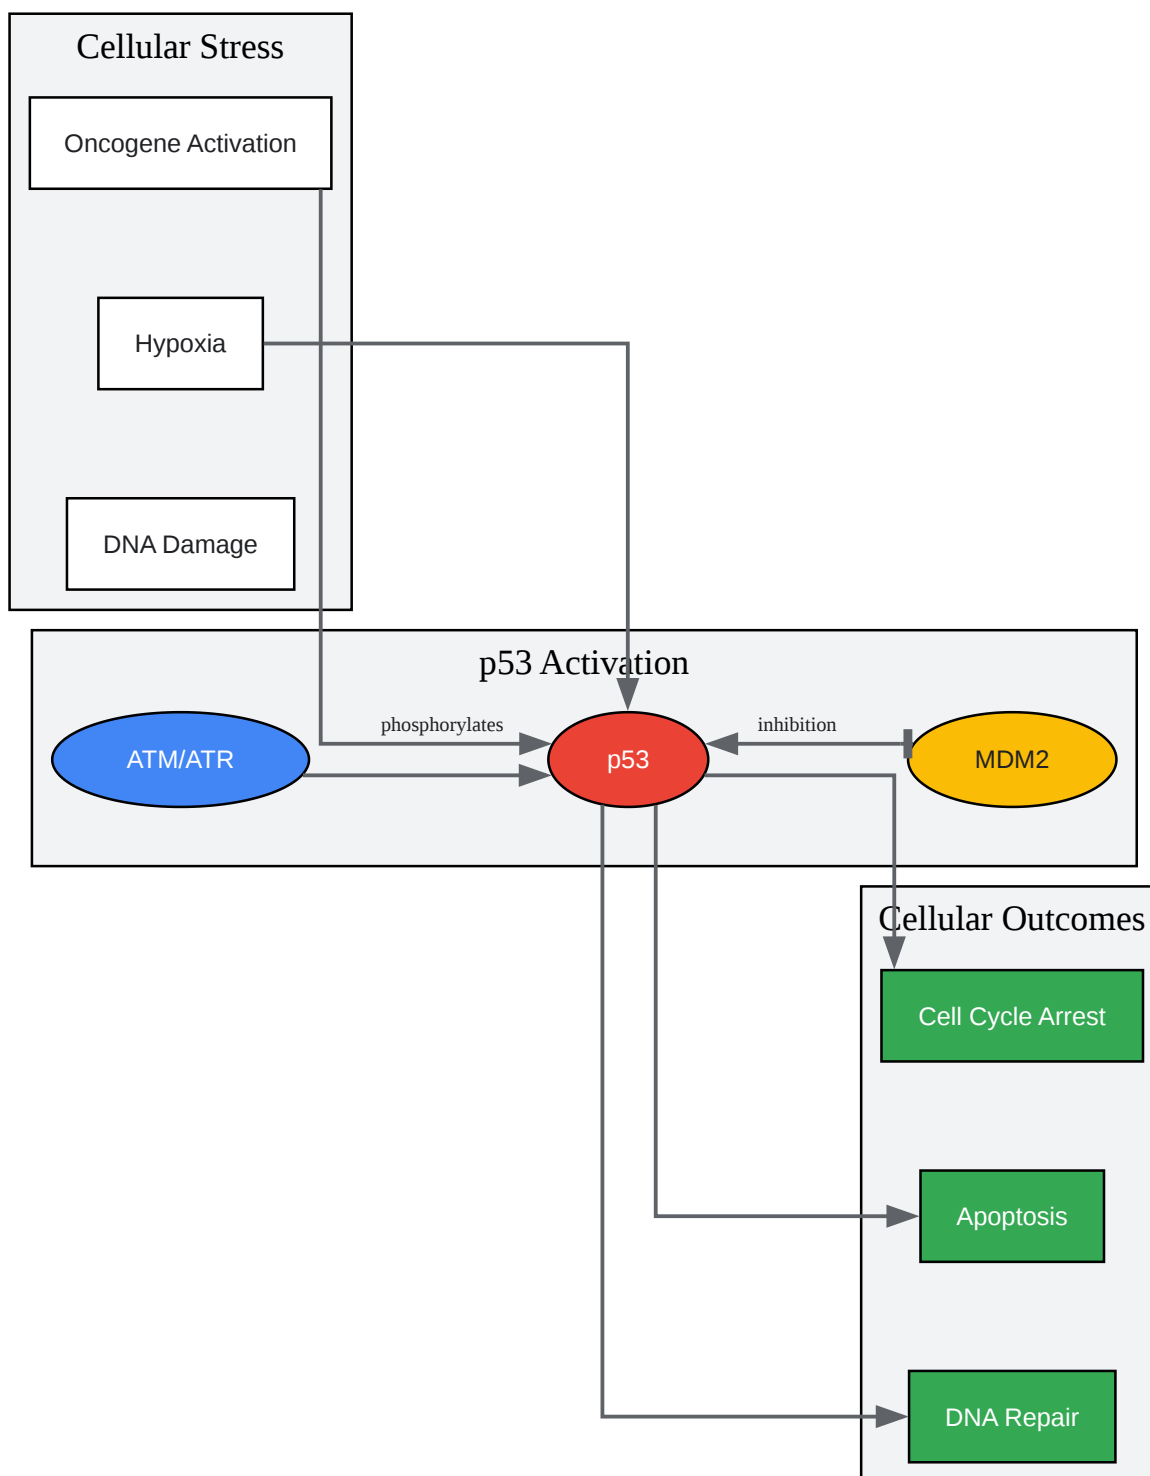 Cellular Stress
Oncogene Activation
Hypoxia
DNA Damage
p53 Activation
phosphorylates
inhibition
ATM/ATR
p53
MDM2
Cellular Outcomes
Cell Cycle Arrest
Apoptosis
DNA Repair